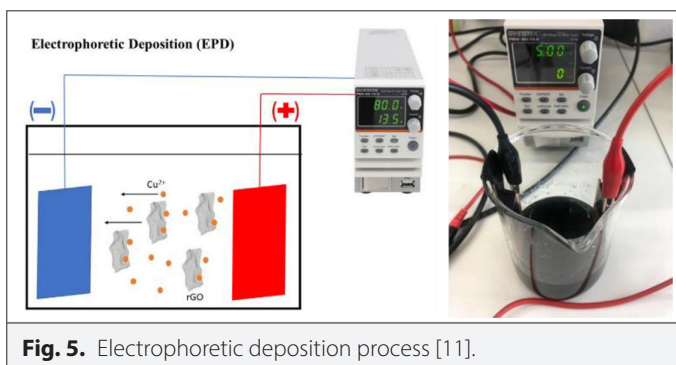 Electrophoretic Deposition (EPD)
(−)
(+)
80.0
13.5
Cu²⁺
rGO
5.00
0
Fig. 5. Electrophoretic deposition process [11].